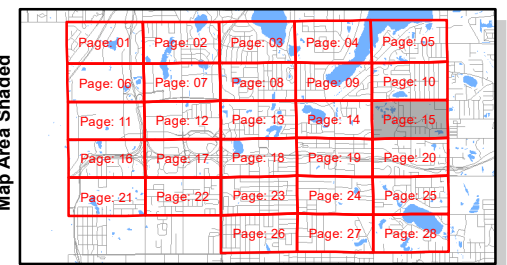 Map Area Shaded
Page: 01 Page: 02 Page: 03 Page: 04 Page: 05
Page: 06 Page: 07 Page: 08 Page: 09 Page: 10
Page: 11 Page: 12 Page: 13 Page: 14 Page: 15
Page: 16 Page: 17 Page: 18 Page: 19 Page: 20
Page: 21 Page: 22 Page: 23 Page: 24 Page: 25
Page: 26 Page: 27 Page: 28